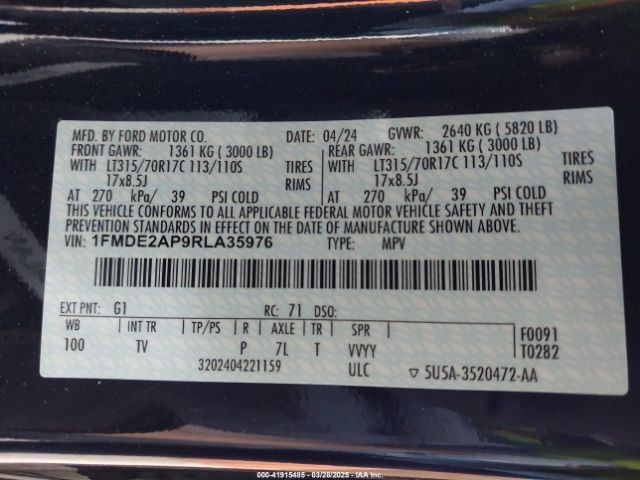 MFD. BY FORD MOTOR CO. DATE: 04/24 GVWR: 2640 KG ( 5820 LB)
FRONT GAWR: 1361 KG ( 3000 LB) REAR GAWR: 1361 KG ( 3000 LB)
WITH LT315/70R17C 113/110S TIRES WITH LT315/70R17C 113/110S TIRES
17x8.5J RIMS 17x8.5J RIMS
AT 270 kPa/ 39 PSI COLD AT 270 kPa/ 39 PSI COLD
THIS VEHICLE CONFORMS TO ALL APPLICABLE FEDERAL MOTOR VEHICLE SAFETY AND THEFT
PREVENTION STANDARDS IN EFFECT ON THE DATE OF MANUFACTURE SHOWN ABOVE.
VIN: 1FMDE2AP9RLA35976 TYPE: MPV
EXT PNT: G1 RC: 71 DSO:
WB INT TR TP/PS R AXLE TR SPR F0091
100 TV P 7L T VVYY T0282
3202404221159 ULC ▽ 5U5A-3520472-AA
000-41915485 - 03/28/2025 - IAA Inc.